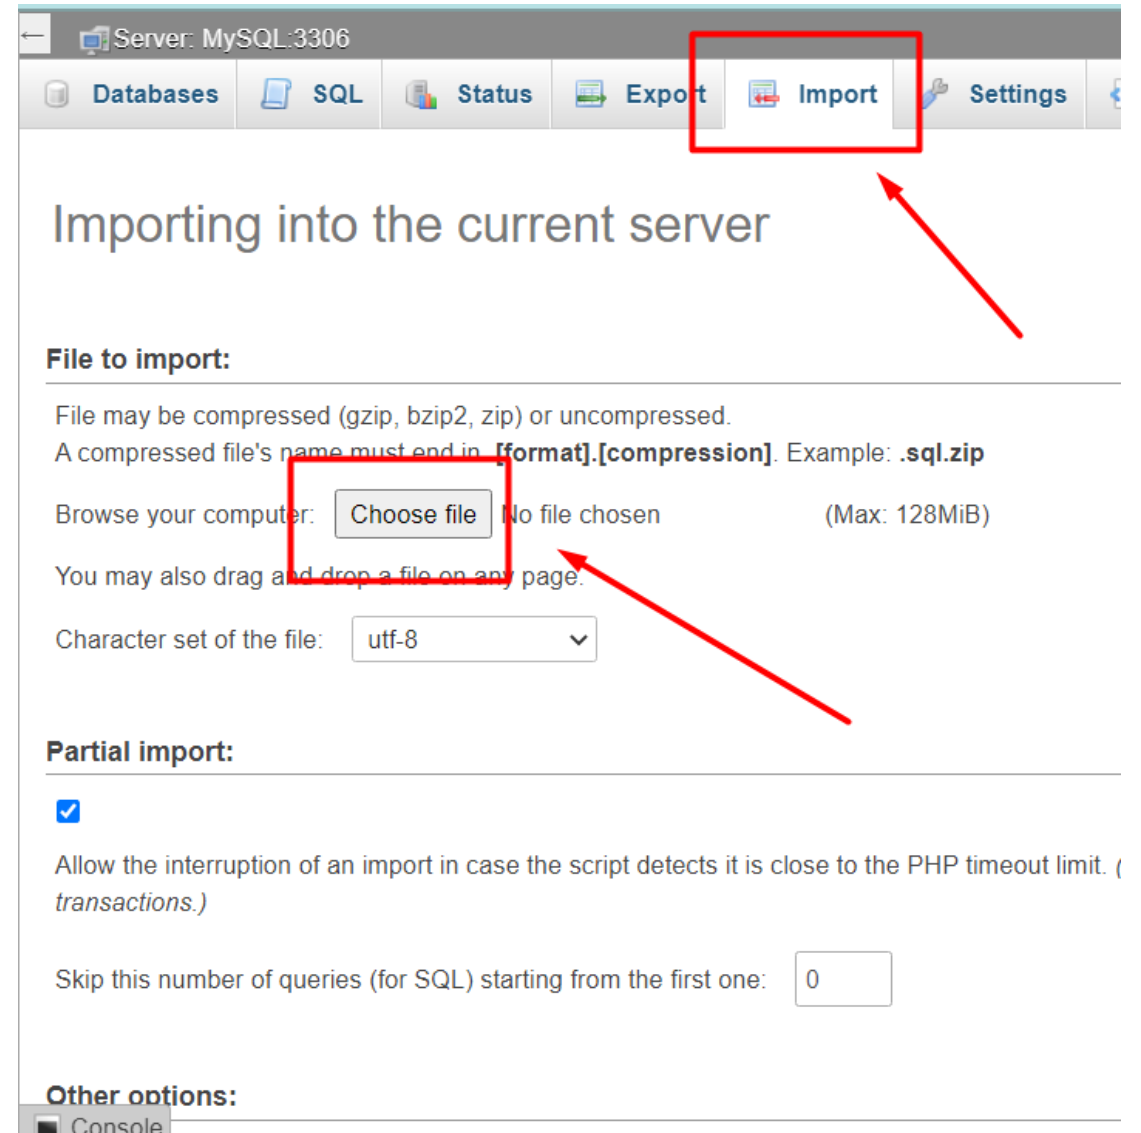 ← Server: MySQL:3306
Databases SQL Status Export Import Settings
Importing into the current server
File to import:
File may be compressed (gzip, bzip2, zip) or uncompressed.
A compressed file's name must end in .[format].[compression]. Example: .sql.zip
Browse your computer: Choose file No file chosen (Max: 128MiB)
You may also drag and drop a file on any page.
Character set of the file: utf-8
Partial import:
Allow the interruption of an import in case the script detects it is close to the PHP timeout limit. (
transactions.)
Skip this number of queries (for SQL) starting from the first one: 0
Other options:
Console